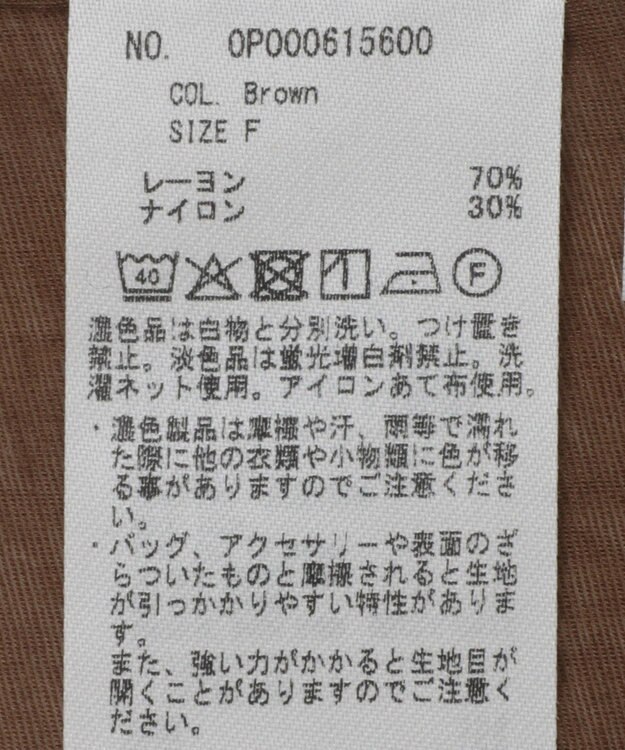 NO. OP000615600
COL. Brown
SIZE F
レーヨン 70%
ナイロン 30%
40 F
濃色品は白物と分別洗い。つけ置き
禁止。淡色品は蛍光増白剤禁止。洗
濯ネット使用。アイロンあて布使用。
・濃色製品は摩擦や汗、雨等で濡れ
た際に他の衣類や小物類に色が移
る事がありますのでご注意くださ
い。
・バッグ、アクセサリーや表面のざ
らついたものと摩擦されると生地
が引っかかりやすい特性がありま
す。
また、強い力がかかると生地目が
開くことがありますのでご注意く
ださい。